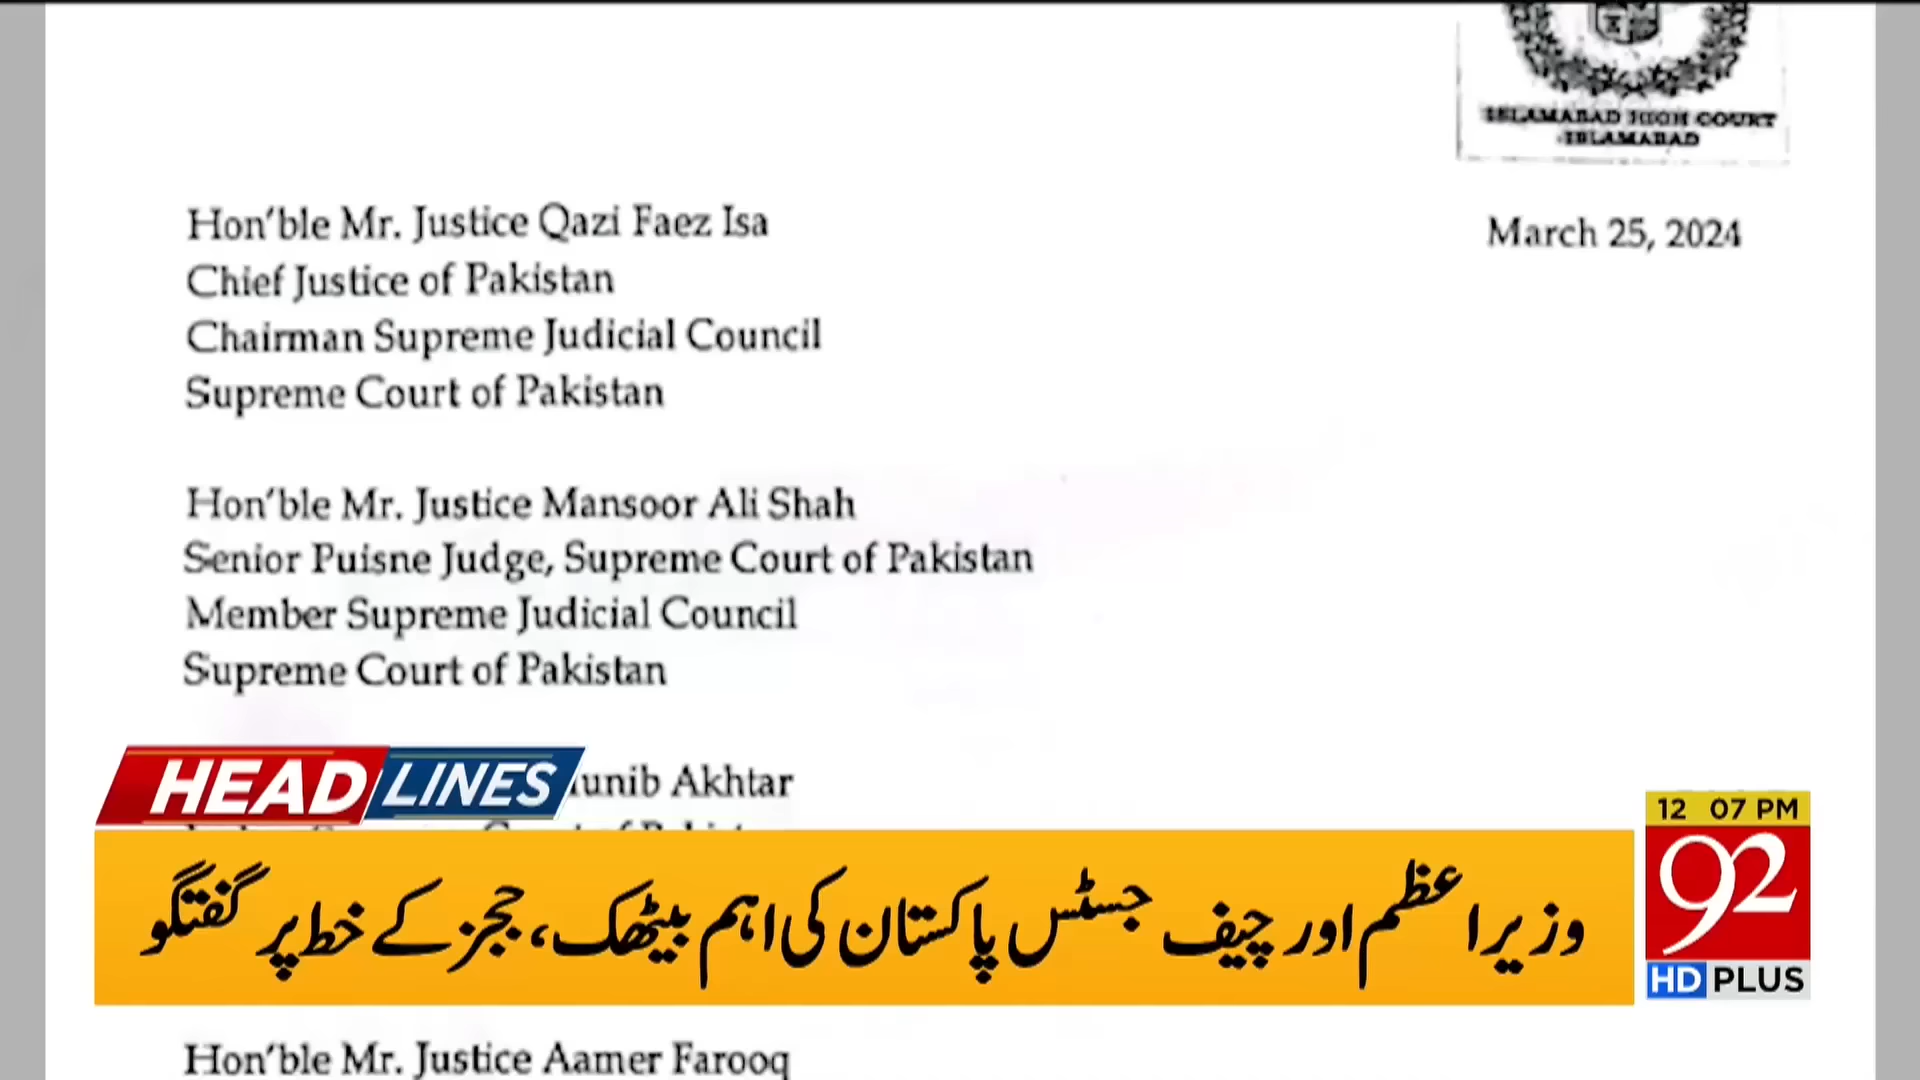 ISLAMABAD HIGH COURT
ISLAMABAD
March 25, 2024
Hon'ble Mr. Justice Qazi Faez Isa
Chief Justice of Pakistan
Chairman Supreme Judicial Council
Supreme Court of Pakistan
Hon'ble Mr. Justice Mansoor Ali Shah
Senior Puisne Judge, Supreme Court of Pakistan
Member Supreme Judicial Council
Supreme Court of Pakistan
Akhtar
HEADLINES
وزیراعظم اور چیف جسٹس پاکستان کی اہم بیٹھک، ججز کے خط پر گفتگو
12 07 PM
92
HD PLUS
Hon'ble Mr. Justice Aamer Farooq